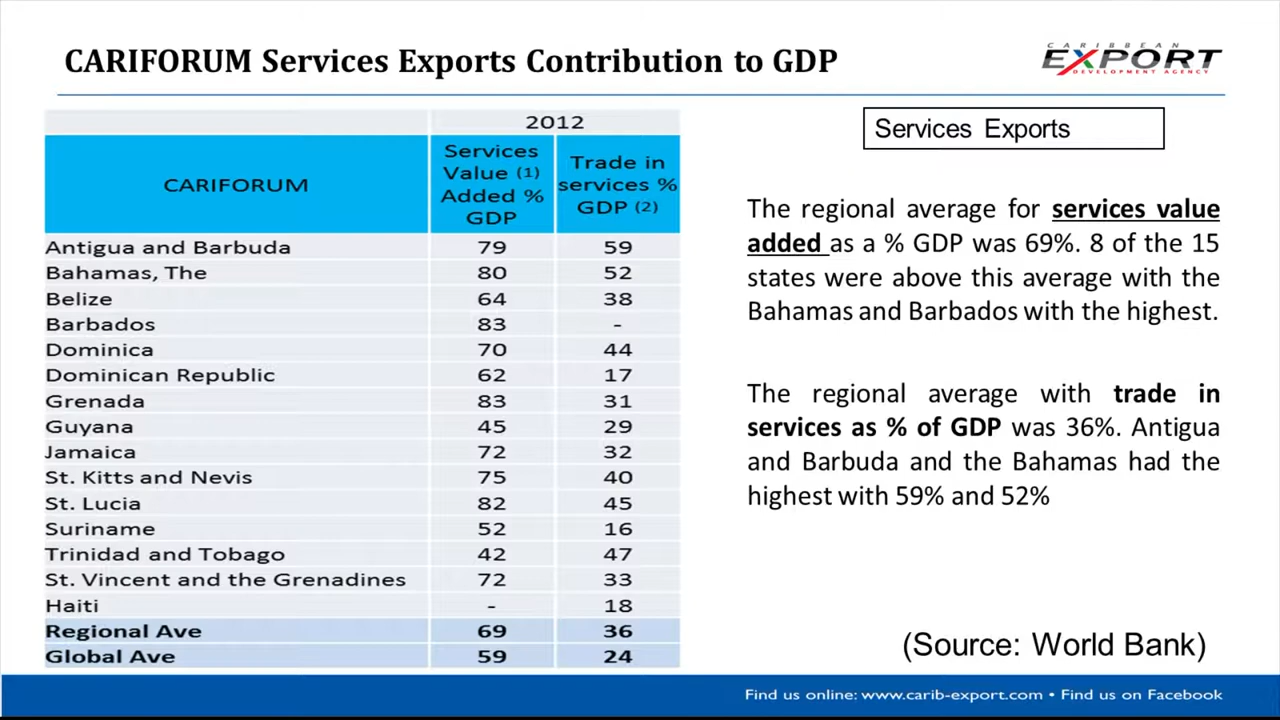 CARIFORUM Services Exports Contribution to GDP
CARIBBEAN
EXPORT
DEVELOPMENT AGENCY
2012
CARIFORUM
Services
Value (1)
Added %
GDP
Trade in
services %
GDP (2)
Antigua and Barbuda 79 59
Bahamas, The 80 52
Belize 64 38
Barbados 83 -
Dominica 70 44
Dominican Republic 62 17
Grenada 83 31
Guyana 45 29
Jamaica 72 32
St. Kitts and Nevis 75 40
St. Lucia 82 45
Suriname 52 16
Trinidad and Tobago 42 47
St. Vincent and the Grenadines 72 33
Haiti - 18
Regional Ave 69 36
Global Ave 59 24
Services Exports
The regional average for services value
added as a % GDP was 69%. 8 of the 15
states were above this average with the
Bahamas and Barbados with the highest.
The regional average with trade in
services as % of GDP was 36%. Antigua
and Barbuda and the Bahamas had the
highest with 59% and 52%
(Source: World Bank)
Find us online: www.carib-export.com • Find us on Facebook